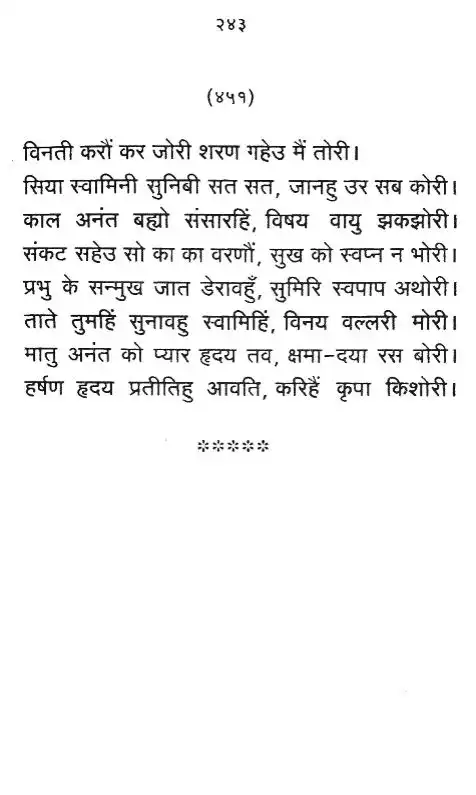 २४३
(४५१)
विनती करौं कर जोरी शरण गहेउ मैं तोरी।
सिया स्वामिनी सुनिबी सत सत, जानहु उर सब कोरी।
काल अनंत बह्यो संसारहिं, विषय वायु झकझोरी।
संकट सहेउ सो का का वरणौं, सुख को स्वप्न न भोरी।
प्रभु के सन्मुख जात डेरावहुँ, सुमिरि स्वपाप अथोरी।
ताते तुमहिं सुनावहु स्वामिहिं, विनय वल्लरी मोरी।
मातु अनंत को प्यार हृदय तव, क्षमा-दया रस बोरी।
हर्षण हृदय प्रतीतिहु आवति, करिहैं कृपा किशोरी।
*****